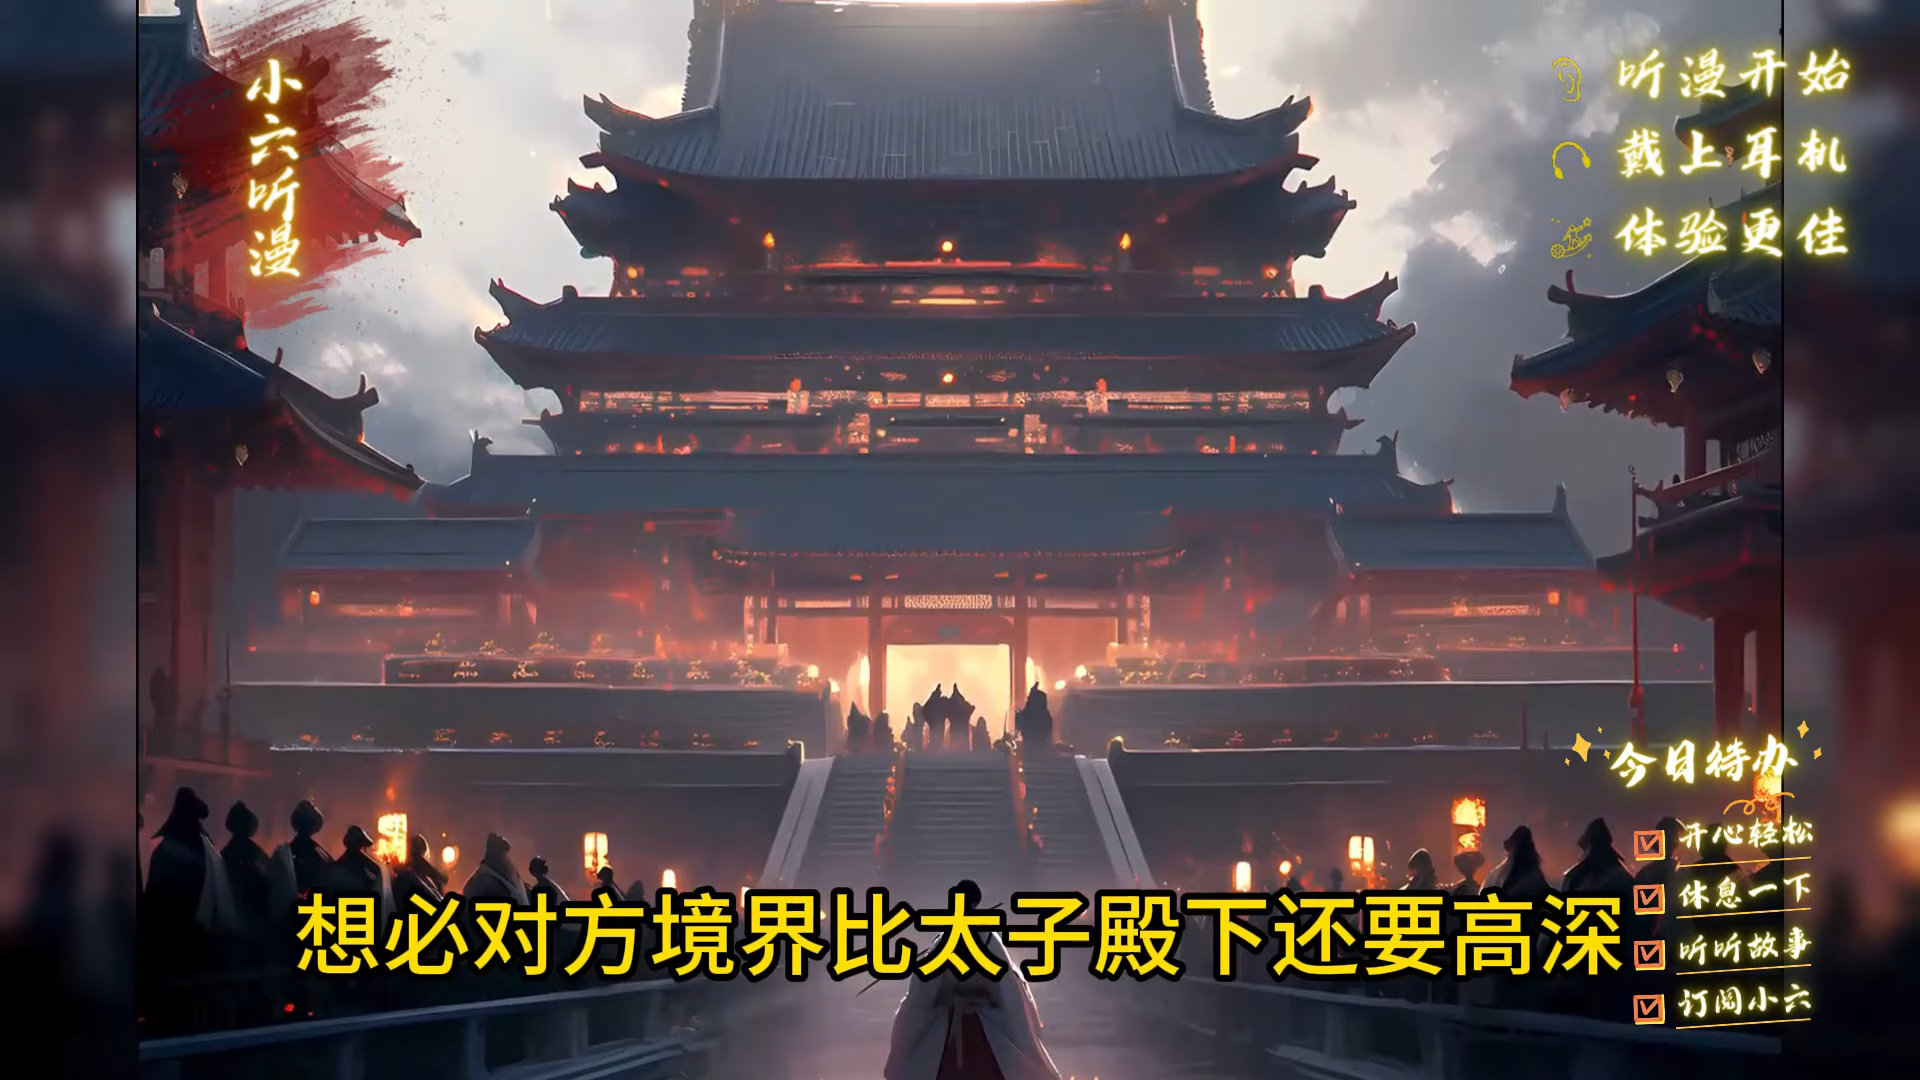 小六听漫
听漫开始
戴上耳机
体验更佳
今日待办
开心轻松
休息一下
听听故事
订阅小六
想必对方境界比太子殿下还要高深